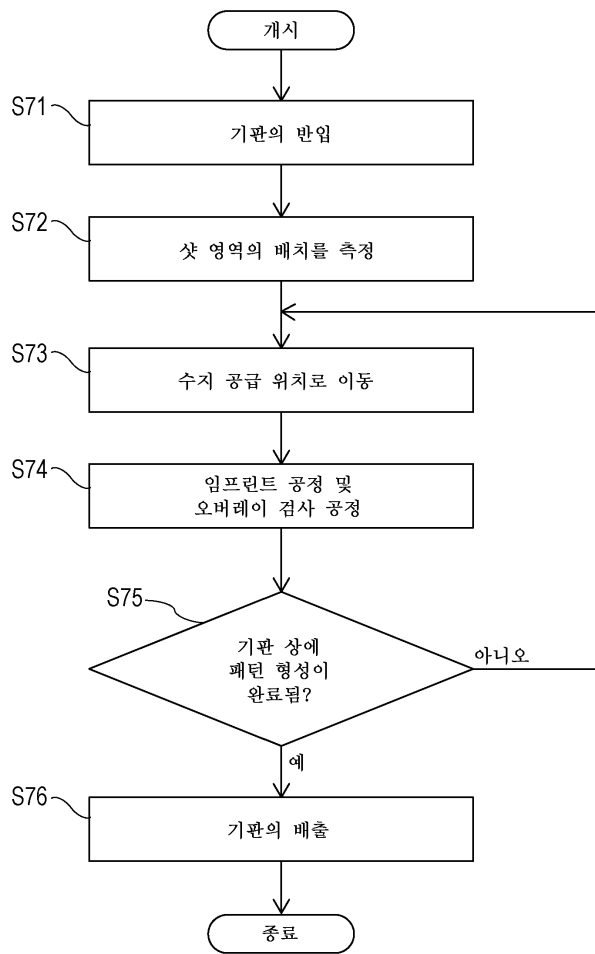 개시
S71
기판의 반입
S72
샷 영역의 배치를 측정
S73
수지 공급 위치로 이동
S74
임프린트 공정 및
오버레이 검사 공정
S75
기판 상에
패턴 형성이
완료됨?
아니오
예
S76
기판의 배출
종료